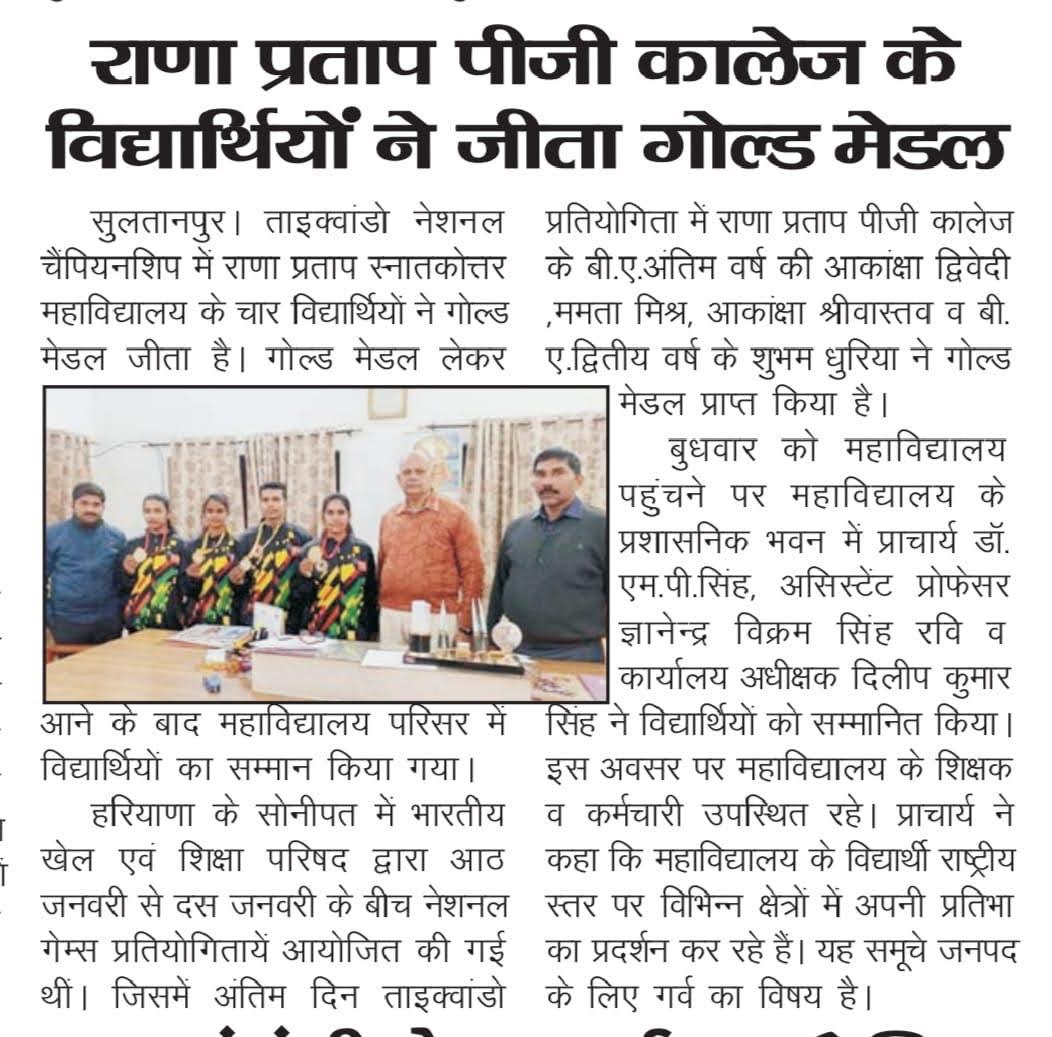 राणा प्रताप पीजी कालेज के
विद्यार्थियों ने जीता गोल्ड मेडल
सुलतानपुर। ताइक्वांडो नेशनल
चैंपियनशिप में राणा प्रताप स्नातकोत्तर
महाविद्यालय के चार विद्यार्थियों ने गोल्ड
मेडल जीता है। गोल्ड मेडल लेकर
आने के बाद महाविद्यालय परिसर में
विद्यार्थियों का सम्मान किया गया।
हरियाणा के सोनीपत में भारतीय
खेल एवं शिक्षा परिषद द्वारा आठ
जनवरी से दस जनवरी के बीच नेशनल
गेम्स प्रतियोगितायें आयोजित की गई
थीं। जिसमें अंतिम दिन ताइक्वांडो
प्रतियोगिता में राणा प्रताप पीजी कालेज
के बी.ए.अंतिम वर्ष की आकांक्षा द्विवेदी
,ममता मिश्र, आकांक्षा श्रीवास्तव व बी.
ए.द्वितीय वर्ष के शुभम धुरिया ने गोल्ड
मेडल प्राप्त किया है।
बुधवार को महाविद्यालय
पहुंचने पर महाविद्यालय के
प्रशासनिक भवन में प्राचार्य डॉ.
एम.पी.सिंह, असिस्टेंट प्रोफेसर
ज्ञानेन्द्र विक्रम सिंह रवि व
कार्यालय अधीक्षक दिलीप कुमार
सिंह ने विद्यार्थियों को सम्मानित किया।
इस अवसर पर महाविद्यालय के शिक्षक
व कर्मचारी उपस्थित रहे। प्राचार्य ने
कहा कि महाविद्यालय के विद्यार्थी राष्ट्रीय
स्तर पर विभिन्न क्षेत्रों में अपनी प्रतिभा
का प्रदर्शन कर रहे हैं। यह समूचे जनपद
के लिए गर्व का विषय है।